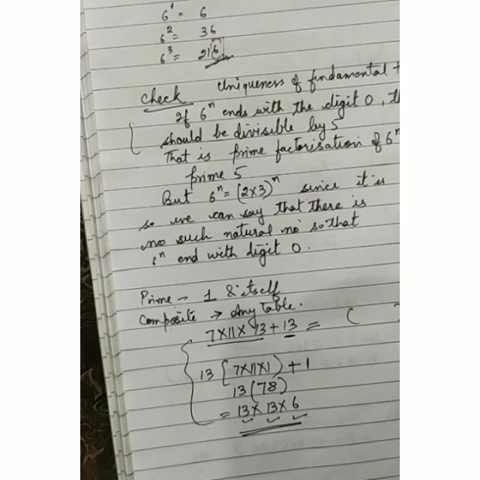 6¹ = 6
6² = 36
6³ = 216
Check Uniqueness of fundamental
If 6ⁿ ends with the digit 0,
should be divisible by 5
That is prime factorisation of 6ⁿ
prime 5
But 6ⁿ = (2×3)ⁿ since it is
so we can say that there is
no such natural no so that
6ⁿ end with digit 0.
Prime - 1 & itself
Composite → Any table.
7×11×13+13 = (
13 [7×11×1] + 1
13 (78)
= 13 × 13 × 6